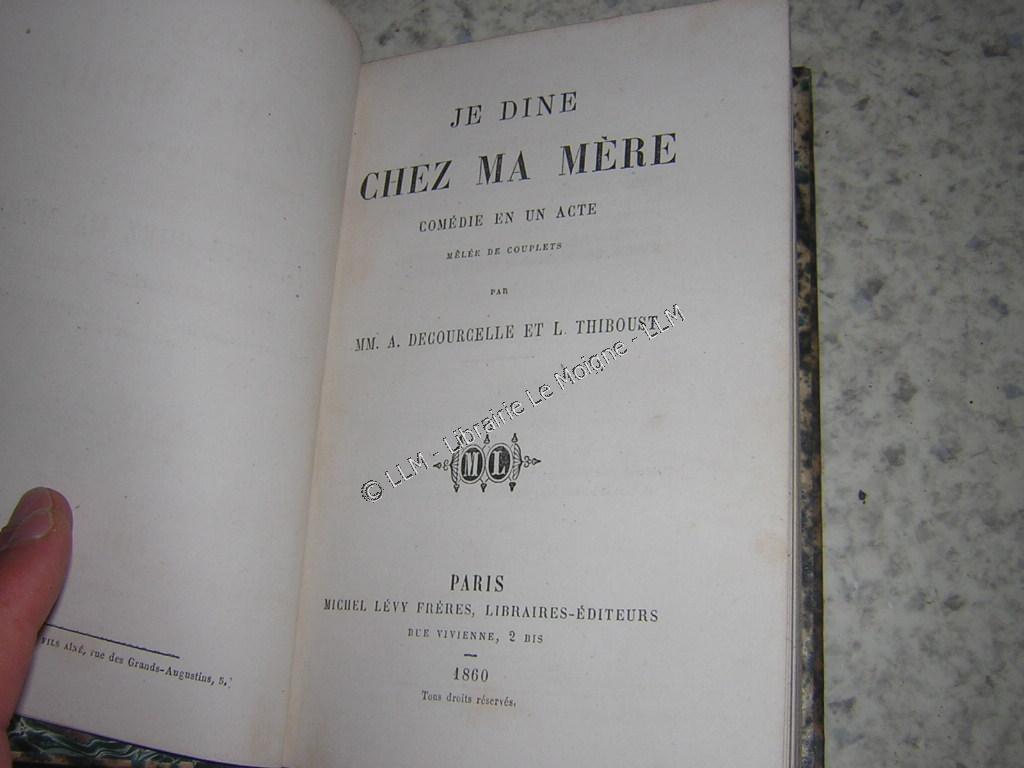 FILS AÎNÉ, rue des Grands-Augustins, 5.
JE DINE
CHEZ MA MÈRE
COMÉDIE EN UN ACTE
MÊLÉE DE COUPLETS
PAR
MM. A. DECOURCELLE ET L. THIBOUST
© LLM - Librairie Le Moigne - LLM
ML
PARIS
MICHEL LÉVY FRÈRES, LIBRAIRES-ÉDITEURS
RUE VIVIENNE, 2 BIS
1860
Tous droits réservés.